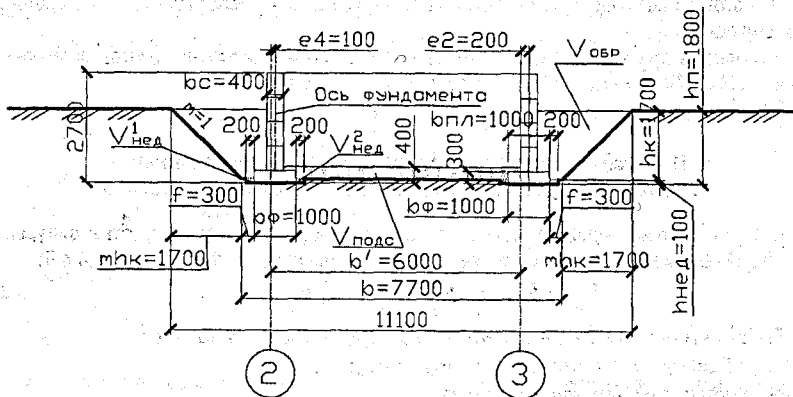 e4=100
e2=200
Vобр
bс=400
Ось фундамента
bпл=1000
hп=1800
hк=1700
2700
m=1
V¹нед
200
200
V²нед
400
300
200
f=300
bф=1000
Vподс
bф=1000
f=300
hнед=100
mhк=1700
b'=6000
mhк=1700
b=7700
11100
2
3